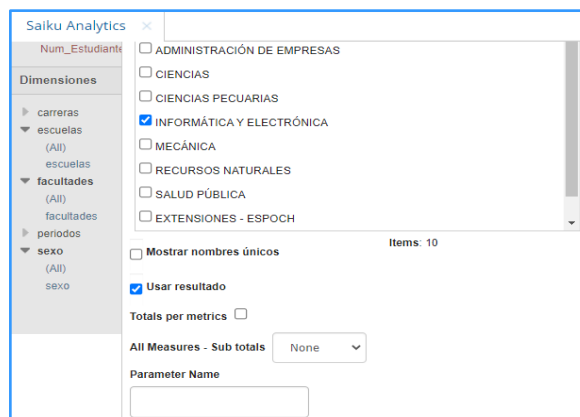 Saiku Analytics ×
Num_Estudiante
Dimensiones
carreras
escuelas
(All)
escuelas
facultades
(All)
facultades
periodos
sexo
(All)
sexo
ADMINISTRACIÓN DE EMPRESAS
CIENCIAS
CIENCIAS PECUARIAS
INFORMÁTICA Y ELECTRÓNICA
MECÁNICA
RECURSOS NATURALES
SALUD PÚBLICA
EXTENSIONES - ESPOCH
Items: 10
Mostrar nombres únicos
Usar resultado
Totals per metrics
All Measures - Sub totals None
Parameter Name